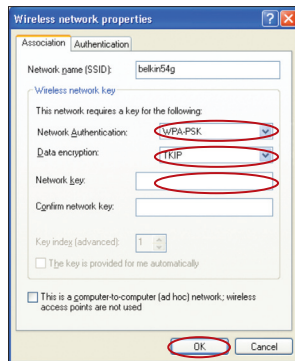 Wireless network properties
Association
Authentication
Network name (SSID):
belkin54g
Wireless network key
This network requires a key for the following:
Network Authentication:
WPA-PSK
Data encryption:
TKIP
Network key:
Confirm network key:
Key index (advanced):
1
The key is provided for me automatically
This is a computer-to-computer (ad hoc) network; wireless
access points are not used
OK
Cancel